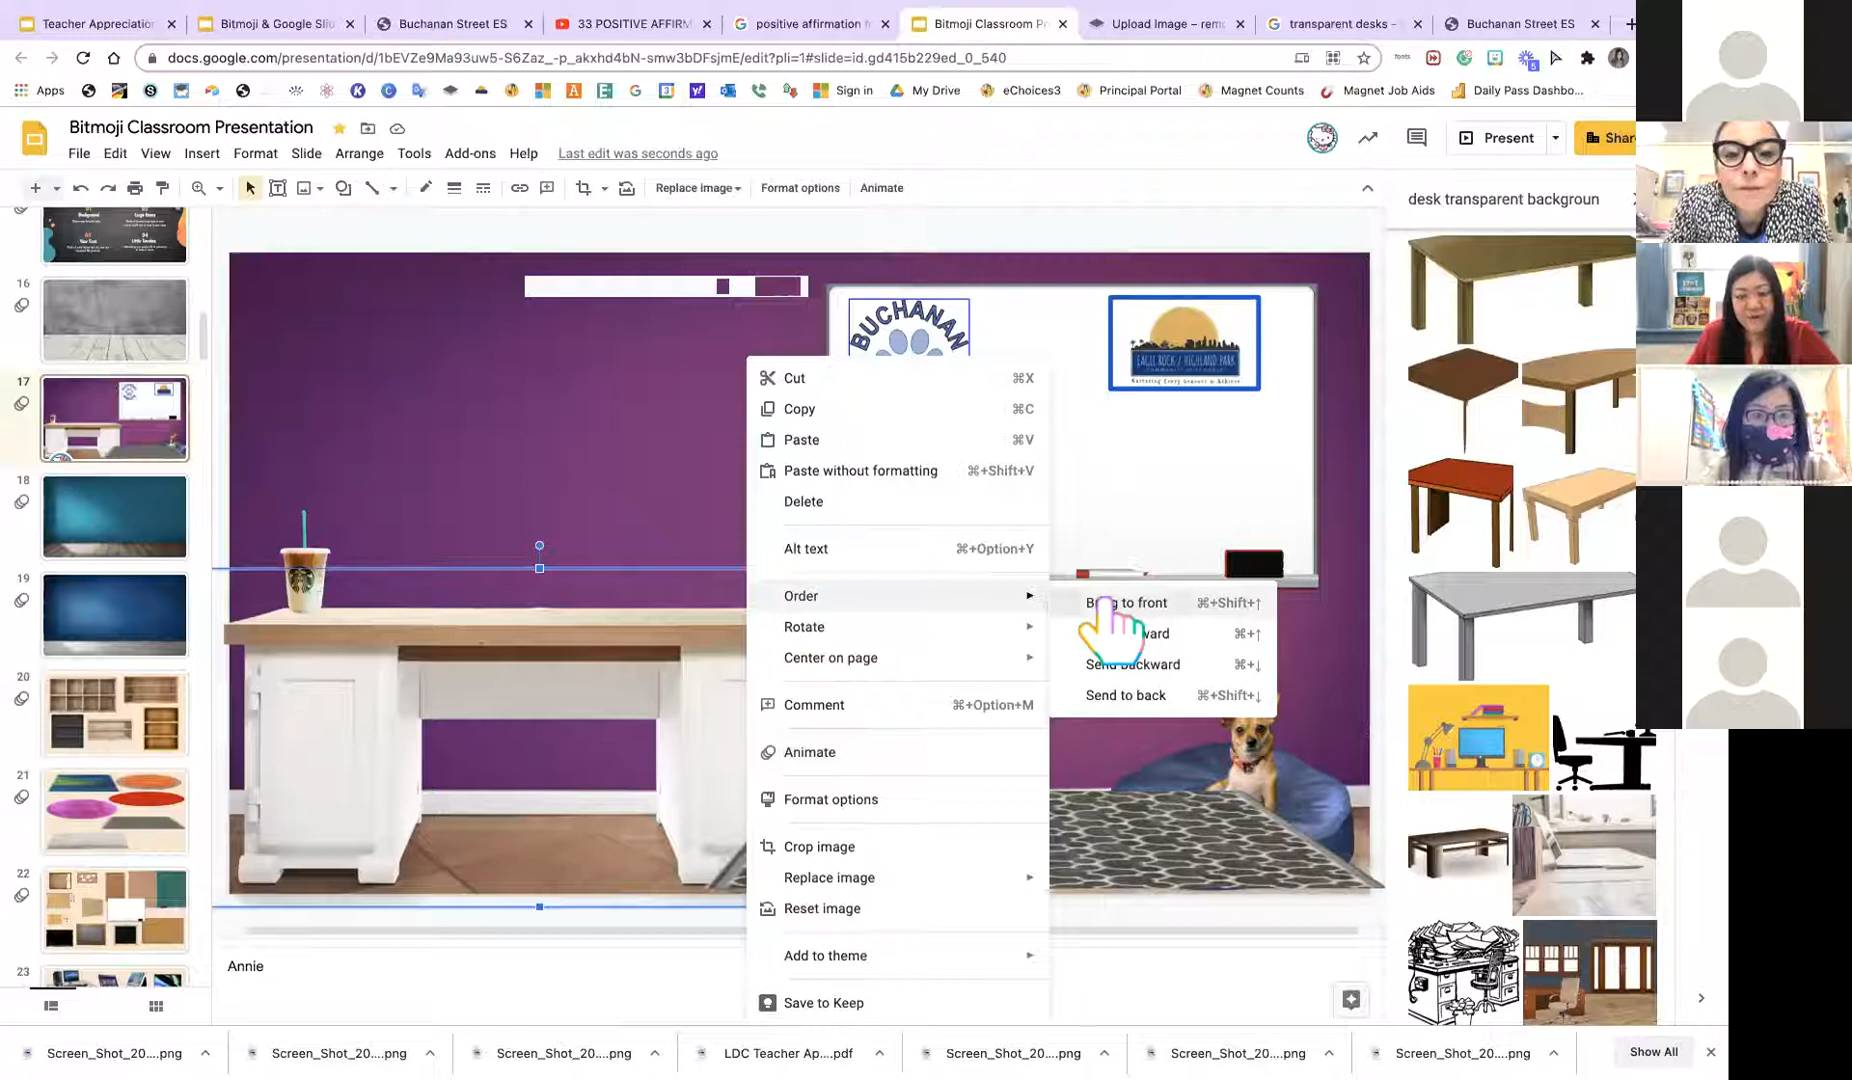 Teacher Appreciatio
Bitmoji & Google Sli
Buchanan Street ES
33 POSITIVE AFFIRM
positive affirmation f
Bitmoji Classroom Pr
Upload Image – rem
transparent desks -
Buchanan Street ES
docs.google.com/presentation/d/1bEVZe9Ma93uw5-S6Zaz_-p_akxhd4bN-smw3bDFsjmE/edit?pli=1#slide=id.gd415b229ed_0_540
Apps
Sign in
My Drive
eChoices3
Principal Portal
Magnet Counts
Magnet Job Aids
Daily Pass Dashbo...
Bitmoji Classroom Presentation
Present
Shar
File Edit View Insert Format Slide Arrange Tools Add-ons Help Last edit was seconds ago
Replace image
Format options
Animate
desk transparent backgroun
16
17
18
19
20
21
22
23
BUCHANAN
EAGLE ROCK / HIGHLAND PARK
Cut ⌘X
Copy ⌘C
Paste ⌘V
Paste without formatting ⌘+Shift+V
Delete
Alt text ⌘+Option+Y
Order
Rotate
Center on page
Comment ⌘+Option+M
Animate
Format options
Crop image
Replace image
Reset image
Add to theme
Save to Keep
to front ⌘+Shift+↑
⌘+↑
Send backward ⌘+↓
Send to back ⌘+Shift+↓
Annie
Screen_Shot_20....png
Screen_Shot_20....png
Screen_Shot_20....png
LDC Teacher Ap....pdf
Screen_Shot_20....png
Screen_Shot_20....png
Screen_Shot_20....png
Show All